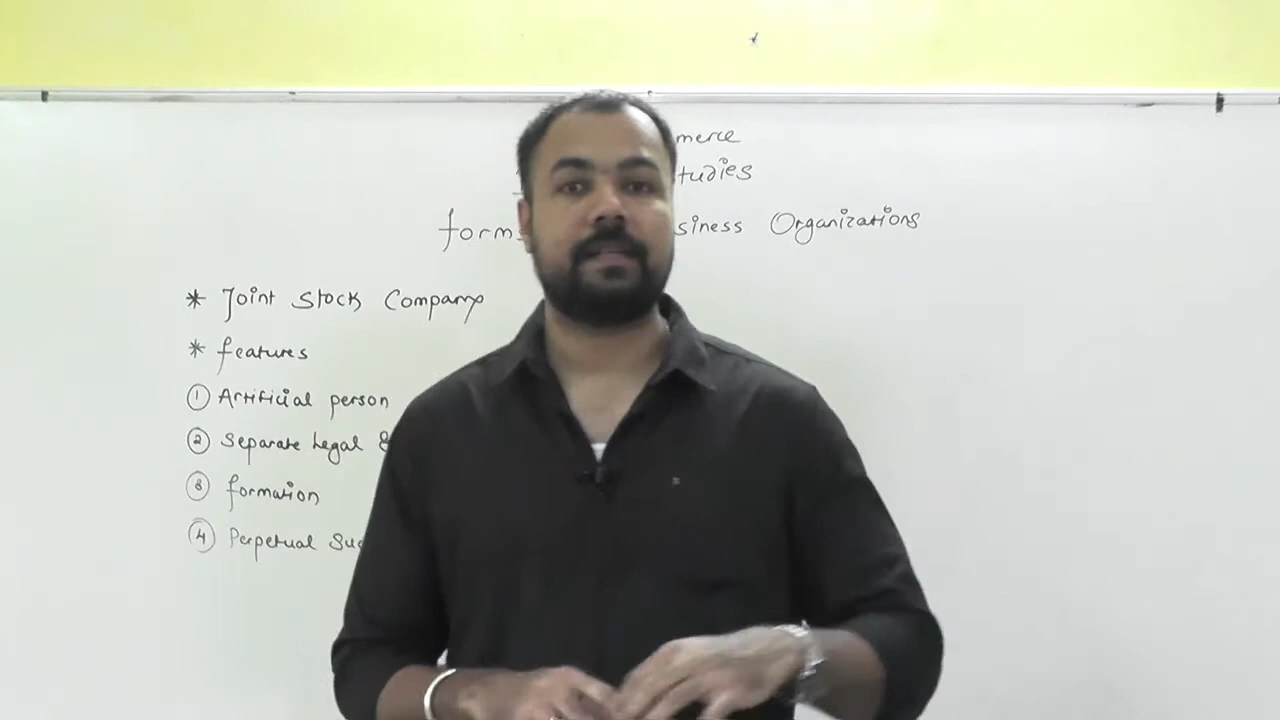 merce
tudies
form siness Organizations
* Joint Stock Company
* features
① Artificial person
② Separate Legal
③ formation
④ Perpetual Suc